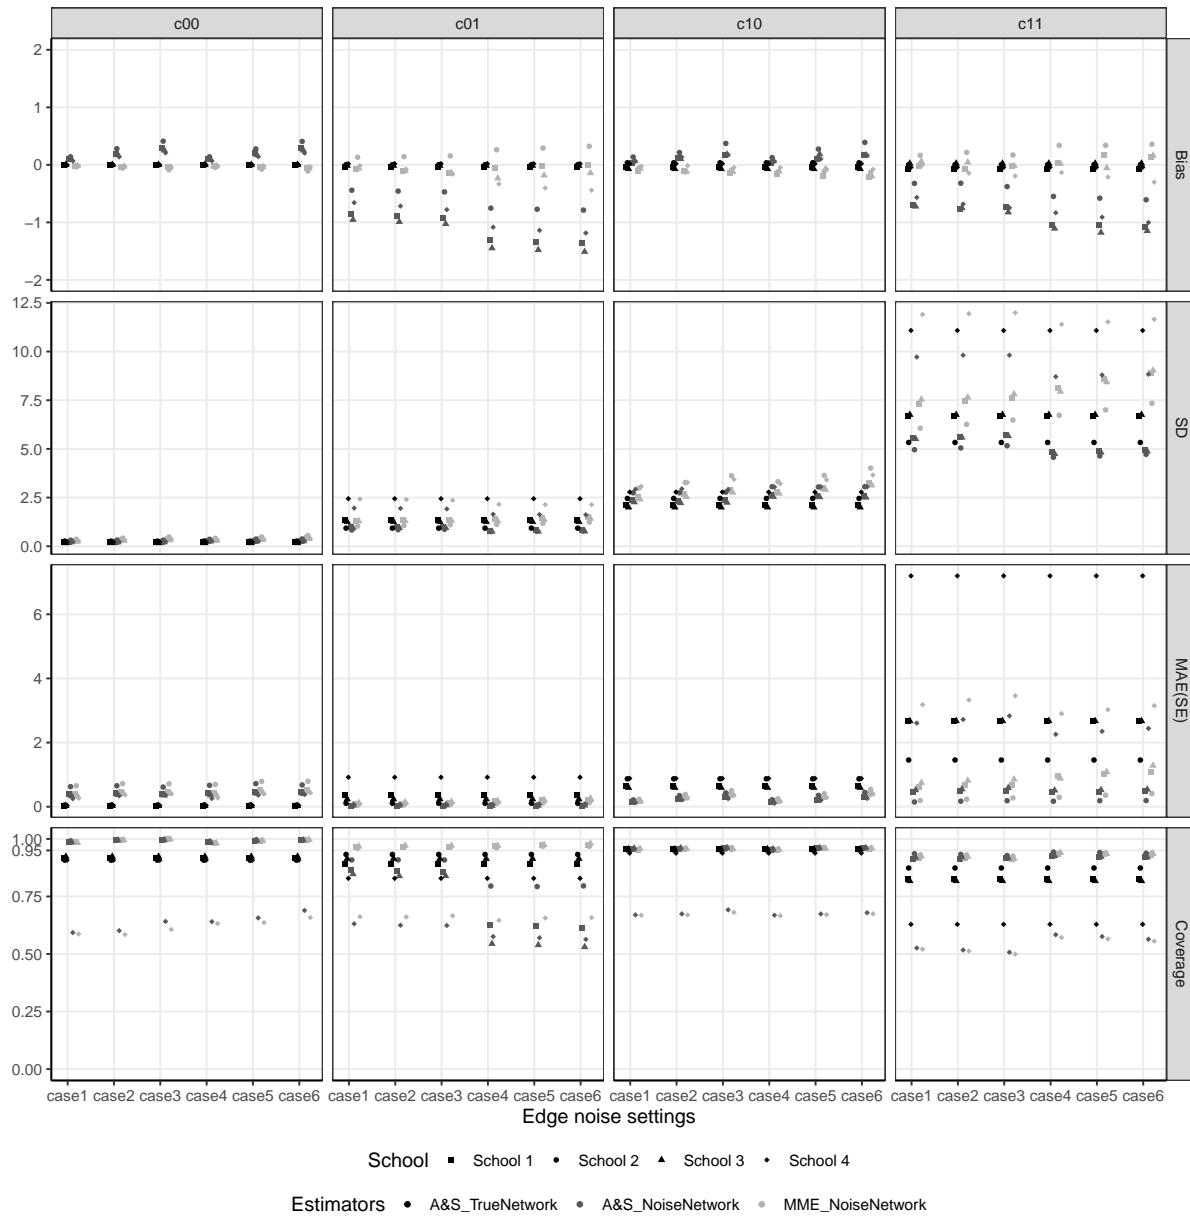 c00 c01 c10 c11
2
1
0
−1
−2
Bias
12.5
10.0
7.5
5.0
2.5
0.0
SD
6
4
2
0
MAE(SE)
1.00
0.95
0.75
0.50
0.25
0.00
Coverage
case1 case2 case3 case4 case5 case6 case1 case2 case3 case4 case5 case6 case1 case2 case3 case4 case5 case6 case1 case2 case3 case4 case5 case6
Edge noise settings
School School 1 School 2 School 3 School 4
Estimators A&S_TrueNetwork A&S_NoiseNetwork MME_NoiseNetwork